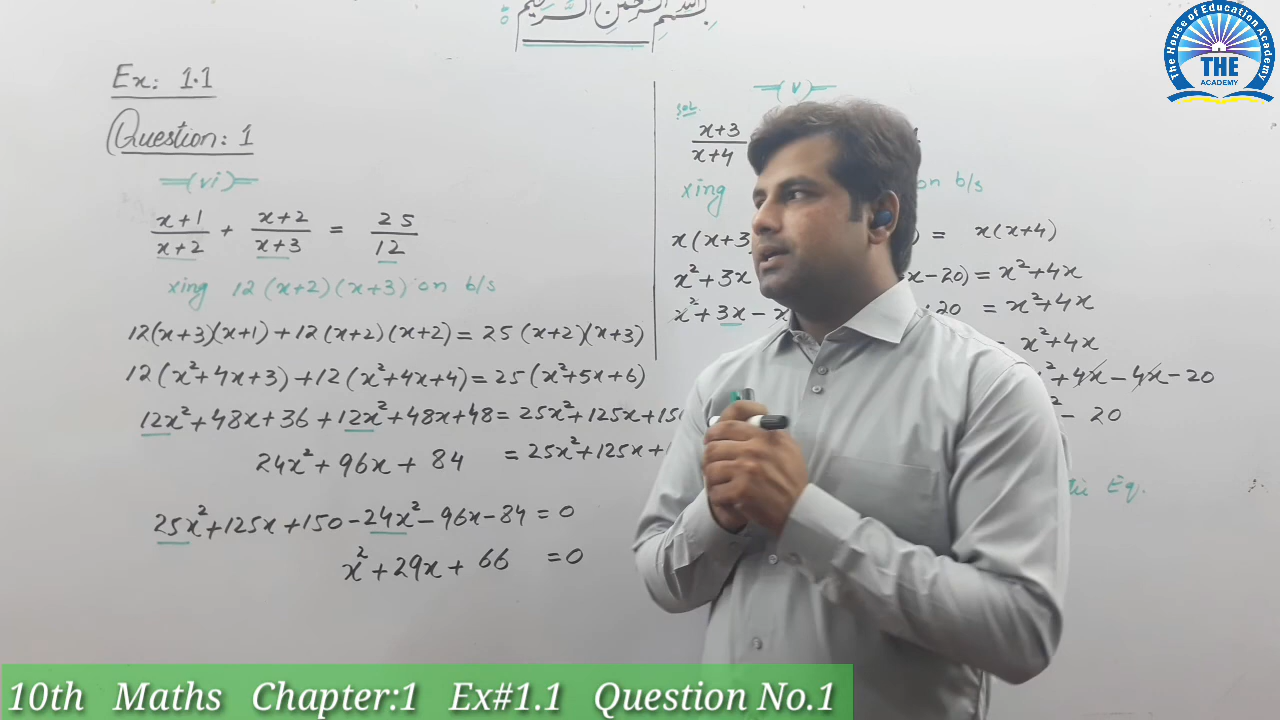 بسم الله الرحمن الرحيم
Ex: 1.1
Question: 1
(vi)
x+1/x+2 + x+2/x+3 = 25/12
xing 12(x+2)(x+3) on b/s
12(x+3)(x+1)+12(x+2)(x+2)=25(x+2)(x+3)
12(x²+4x+3)+12(x²+4x+4)=25(x²+5x+6)
12x²+48x+36+12x²+48x+48=25x²+125x+15
24x²+96x+84 =25x²+125x+
25x²+125x+150-24x²-96x-84=0
x²+29x+66 =0
(v)
Sol.
x+3/x+4
xing on b/s
x(x+3 ) = x(x+4)
x²+3x x-20)=x²+4x
x²+3x-x 20 =x²+4x
= x²+4x
²+4x-4x-20
²-20
Eq.
The House of Education Academy
THE
ACADEMY
10th Maths Chapter:1 Ex#1.1 Question No.1